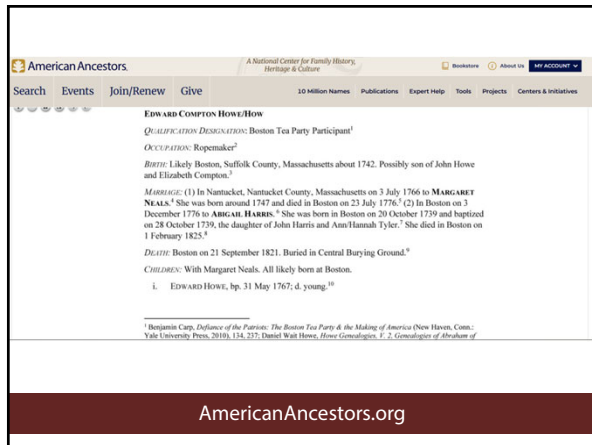 American Ancestors.
A National Center for Family History,
Heritage & Culture
Bookstore
About Us
MY ACCOUNT
Search Events Join/Renew Give
10 Million Names Publications Expert Help Tools Projects Centers & Initiatives
EDWARD COMPTON HOWE/HOW
QUALIFICATION DESIGNATION: Boston Tea Party Participant¹
OCCUPATION: Ropemaker²
BIRTH: Likely Boston, Suffolk County, Massachusetts about 1742. Possibly son of John Howe
and Elizabeth Compton.³
MARRIAGE: (1) In Nantucket, Nantucket County, Massachusetts on 3 July 1766 to MARGARET
NEALS.⁴ She was born around 1747 and died in Boston on 23 July 1776.⁵ (2) In Boston on 3
December 1776 to ABIGAIL HARRIS.⁶ She was born in Boston on 20 October 1739 and baptized
on 28 October 1739, the daughter of John Harris and Ann/Hannah Tyler.⁷ She died in Boston on
1 February 1825.⁸
DEATH: Boston on 21 September 1821. Buried in Central Burying Ground.⁹
CHILDREN: With Margaret Neals. All likely born at Boston.
i. EDWARD HOWE, bp. 31 May 1767; d. young.¹⁰
¹ Benjamin Carp, Defiance of the Patriots: The Boston Tea Party & the Making of America (New Haven, Conn.:
Yale University Press, 2010), 134, 237; Daniel Wait Howe, Howe Genealogies, V. 2, Genealogies of Abraham of
AmericanAncestors.org